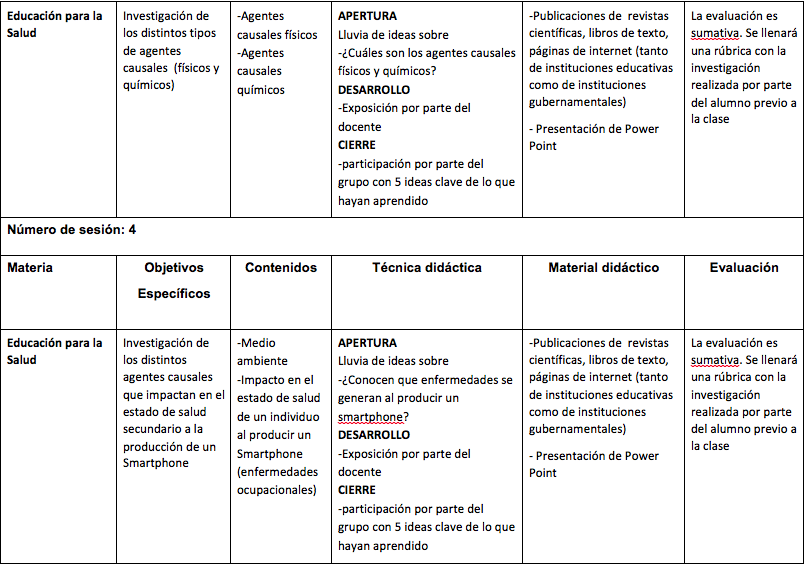 Educación para la
Salud
Investigación de
los distintos tipos
de agentes
causales (físicos y
químicos)
-Agentes
causales físicos
-Agentes
causales
químicos
APERTURA
Lluvia de ideas sobre
-¿Cuáles son los agentes causales
físicos y químicos?
DESARROLLO
-Exposición por parte del
docente
CIERRE
-participación por parte del
grupo con 5 ideas clave de lo que
hayan aprendido
-Publicaciones de revistas
científicas, libros de texto,
páginas de internet (tanto
de instituciones educativas
como de instituciones
gubernamentales)
- Presentación de Power
Point
La evaluación es
sumativa. Se llenará
una rúbrica con la
investigación
realizada por parte
del alumno previo a
la clase
Número de sesión: 4
Materia
Objetivos
Específicos
Contenidos
Técnica didáctica
Material didáctico
Evaluación
Educación para la
Salud
Investigación de
los distintos
agentes causales
que impactan en el
estado de salud
secundario a la
producción de un
Smartphone
-Medio
ambiente
-Impacto en el
estado de salud
de un individuo
al producir un
Smartphone
(enfermedades
ocupacionales)
APERTURA
Lluvia de ideas sobre
-¿Conocen que enfermedades se
generan al producir un
smartphone?
DESARROLLO
-Exposición por parte del
docente
CIERRE
-participación por parte del
grupo con 5 ideas clave de lo que
hayan aprendido
-Publicaciones de revistas
científicas, libros de texto,
páginas de internet (tanto
de instituciones educativas
como de instituciones
gubernamentales)
- Presentación de Power
Point
La evaluación es
sumativa. Se llenará
una rúbrica con la
investigación
realizada por parte
del alumno previo a
la clase